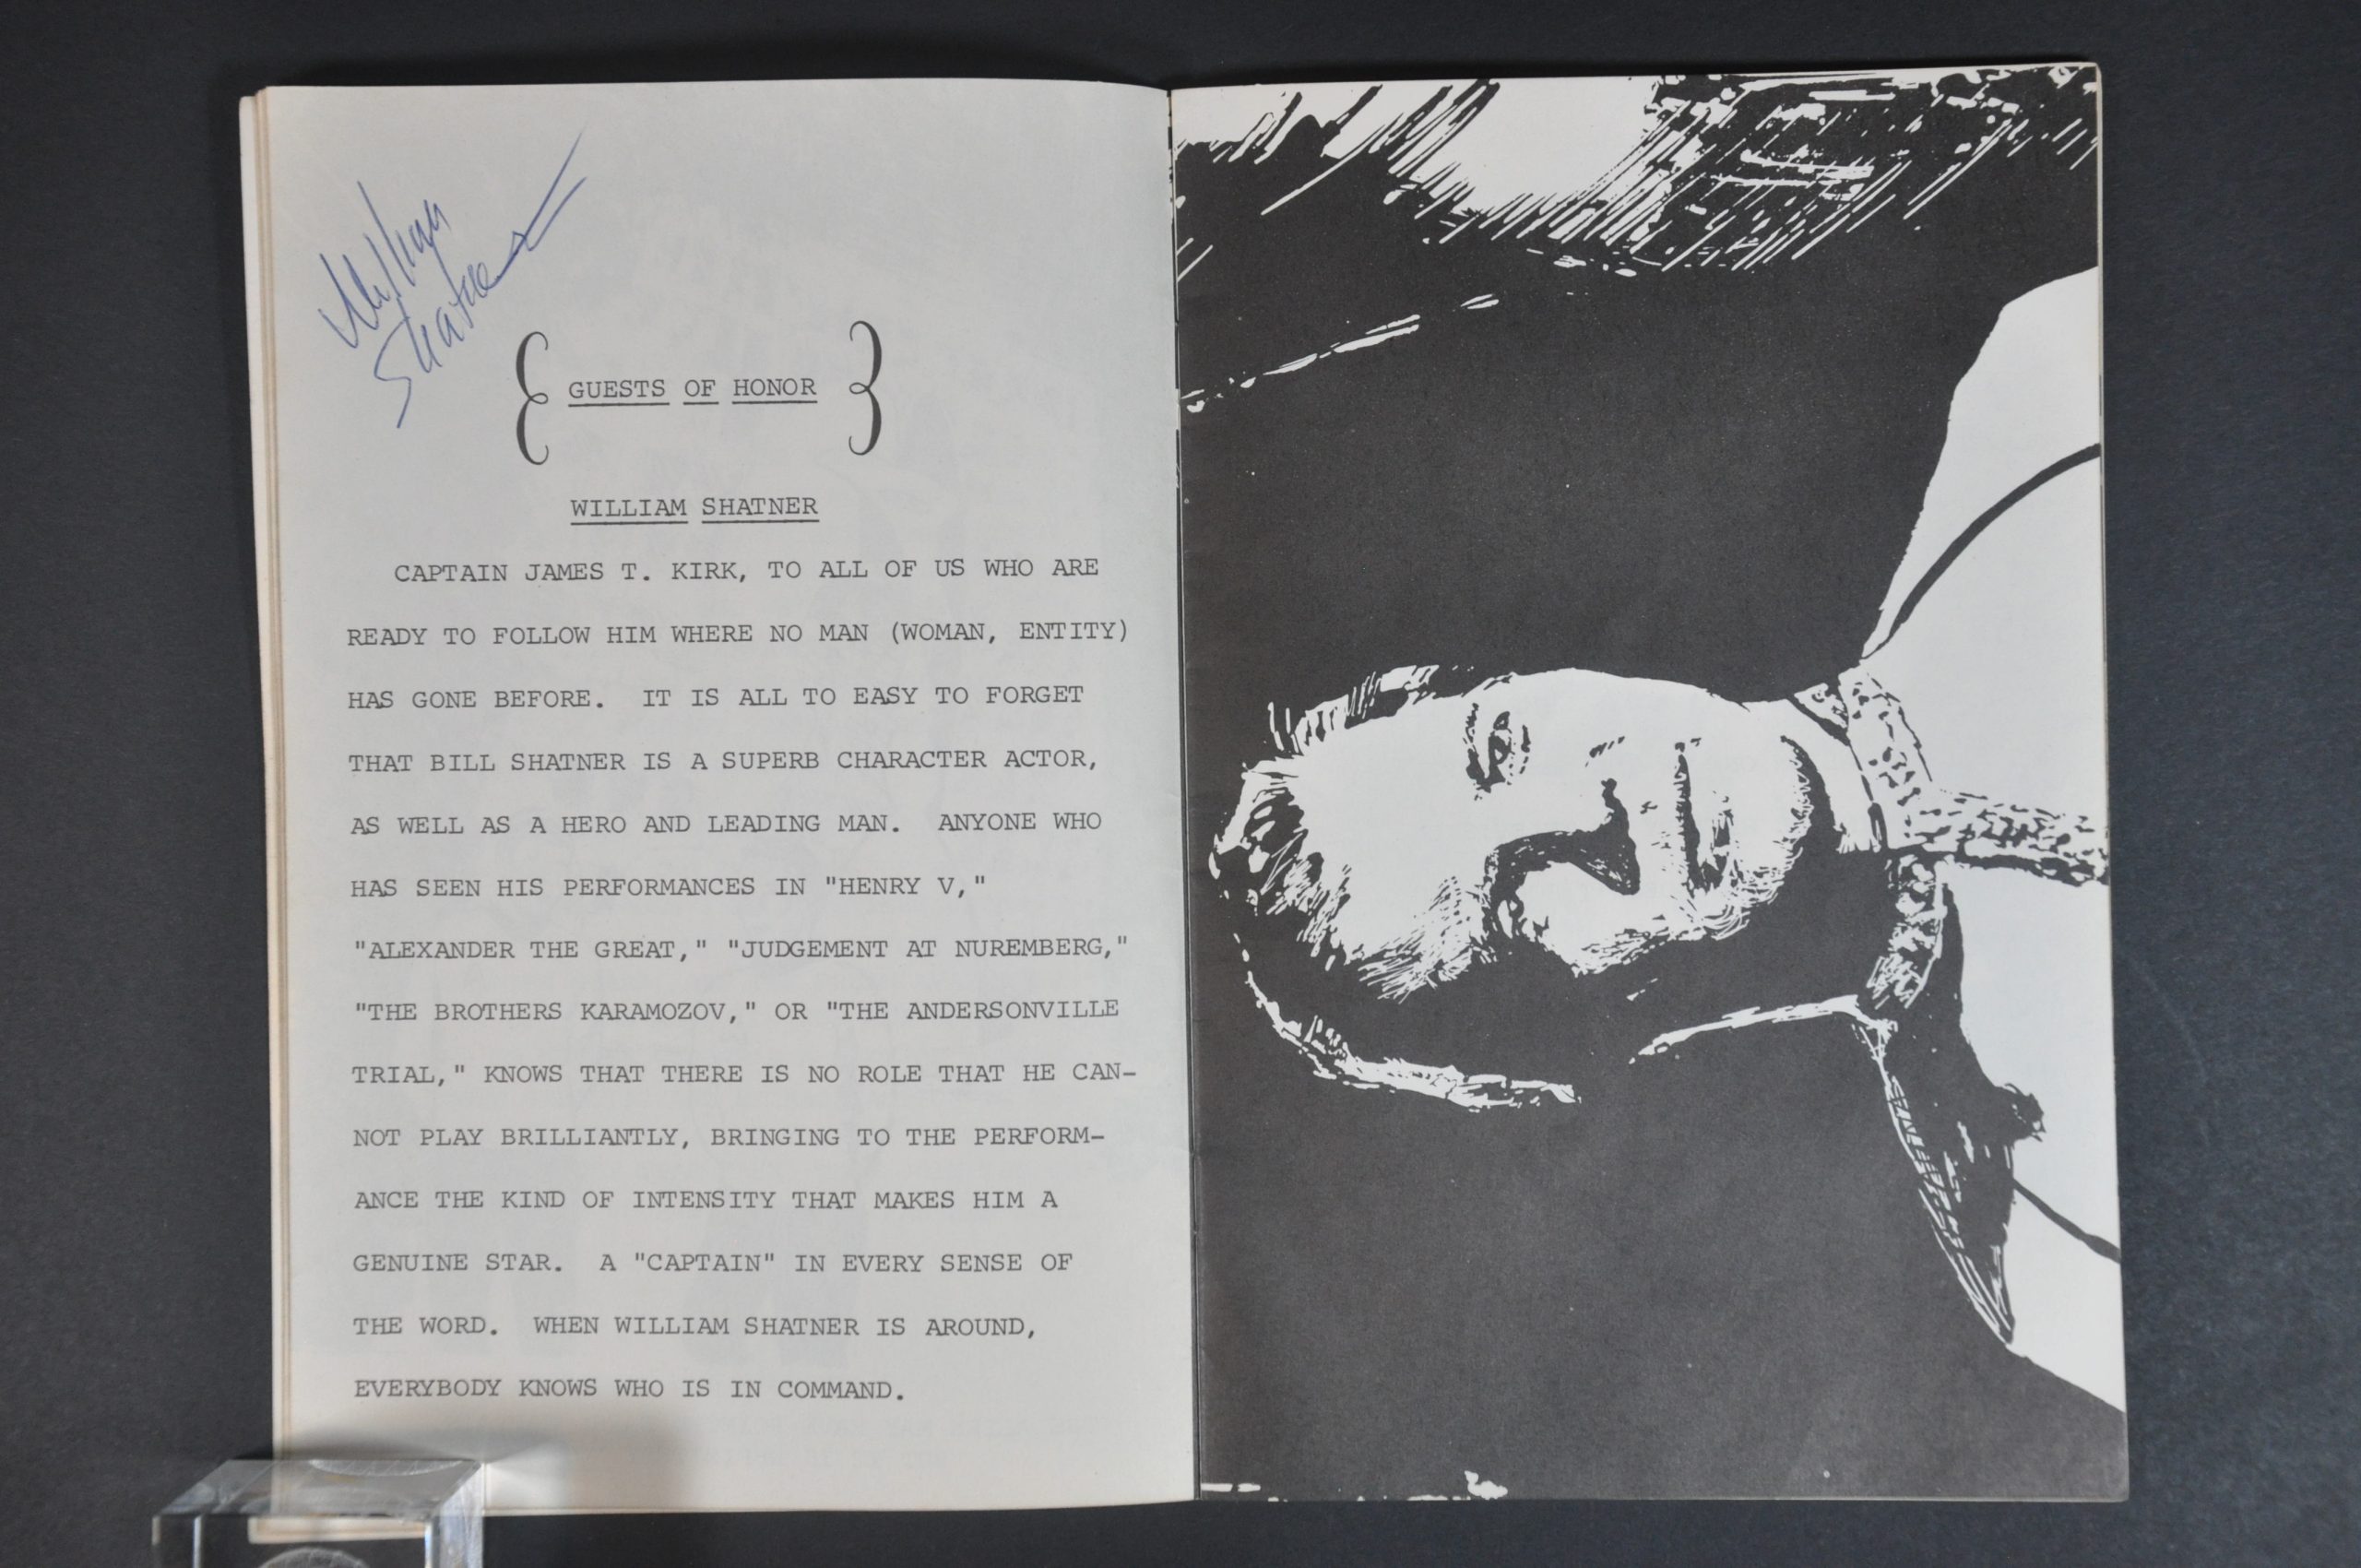 William
Shatner
GUESTS OF HONOR
WILLIAM SHATNER
CAPTAIN JAMES T. KIRK, TO ALL OF US WHO ARE
READY TO FOLLOW HIM WHERE NO MAN (WOMAN, ENTITY)
HAS GONE BEFORE. IT IS ALL TO EASY TO FORGET
THAT BILL SHATNER IS A SUPERB CHARACTER ACTOR,
AS WELL AS A HERO AND LEADING MAN. ANYONE WHO
HAS SEEN HIS PERFORMANCES IN "HENRY V,"
"ALEXANDER THE GREAT," "JUDGEMENT AT NUREMBERG,"
"THE BROTHERS KARAMOZOV," OR "THE ANDERSONVILLE
TRIAL," KNOWS THAT THERE IS NO ROLE THAT HE CAN-
NOT PLAY BRILLIANTLY, BRINGING TO THE PERFORM-
ANCE THE KIND OF INTENSITY THAT MAKES HIM A
GENUINE STAR. A "CAPTAIN" IN EVERY SENSE OF
THE WORD. WHEN WILLIAM SHATNER IS AROUND,
EVERYBODY KNOWS WHO IS IN COMMAND.